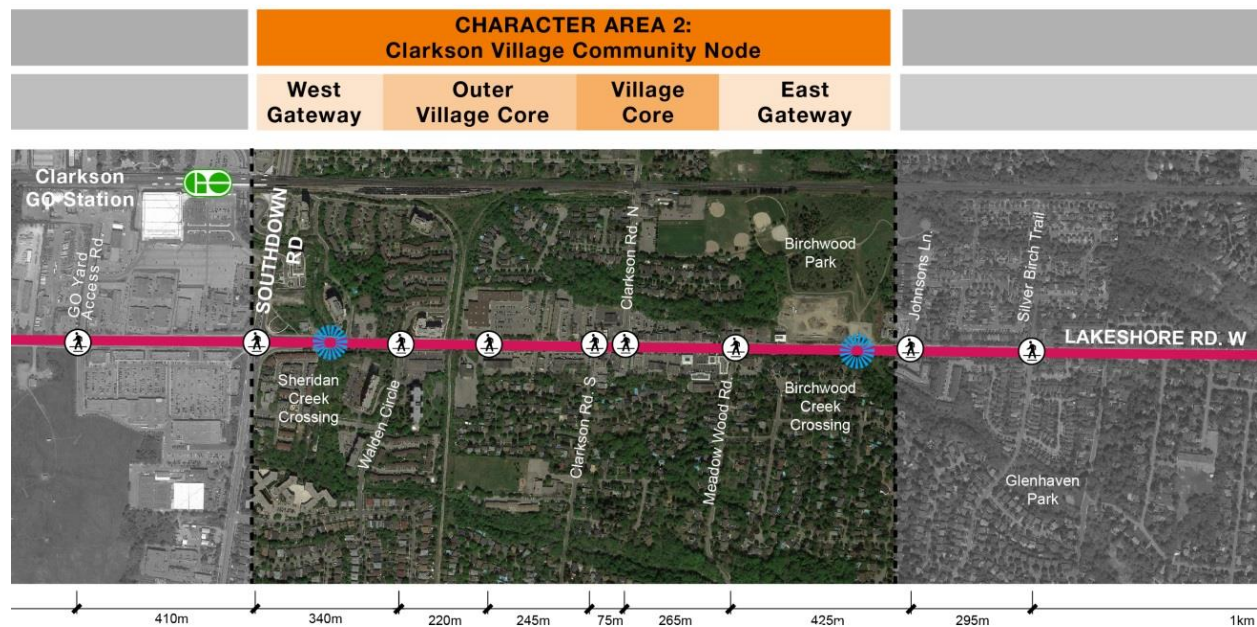 CHARACTER AREA 2:
Clarkson Village Community Node
West
Gateway
Outer
Village Core
Village
Core
East
Gateway
Clarkson
GO Station
GO
GO Yard
Access Rd.
SOUTHDOWN
RD
Clarkson Rd. N
Birchwood
Park
Johnsons Ln.
Silver Birch Trail
LAKESHORE RD. W
Sheridan
Creek
Crossing
Walden Circle
Clarkson Rd. S
Meadow Wood Rd.
Birchwood
Creek
Crossing
Glenhaven
Park
410m
340m
220m
245m
75m
265m
425m
295m
1km